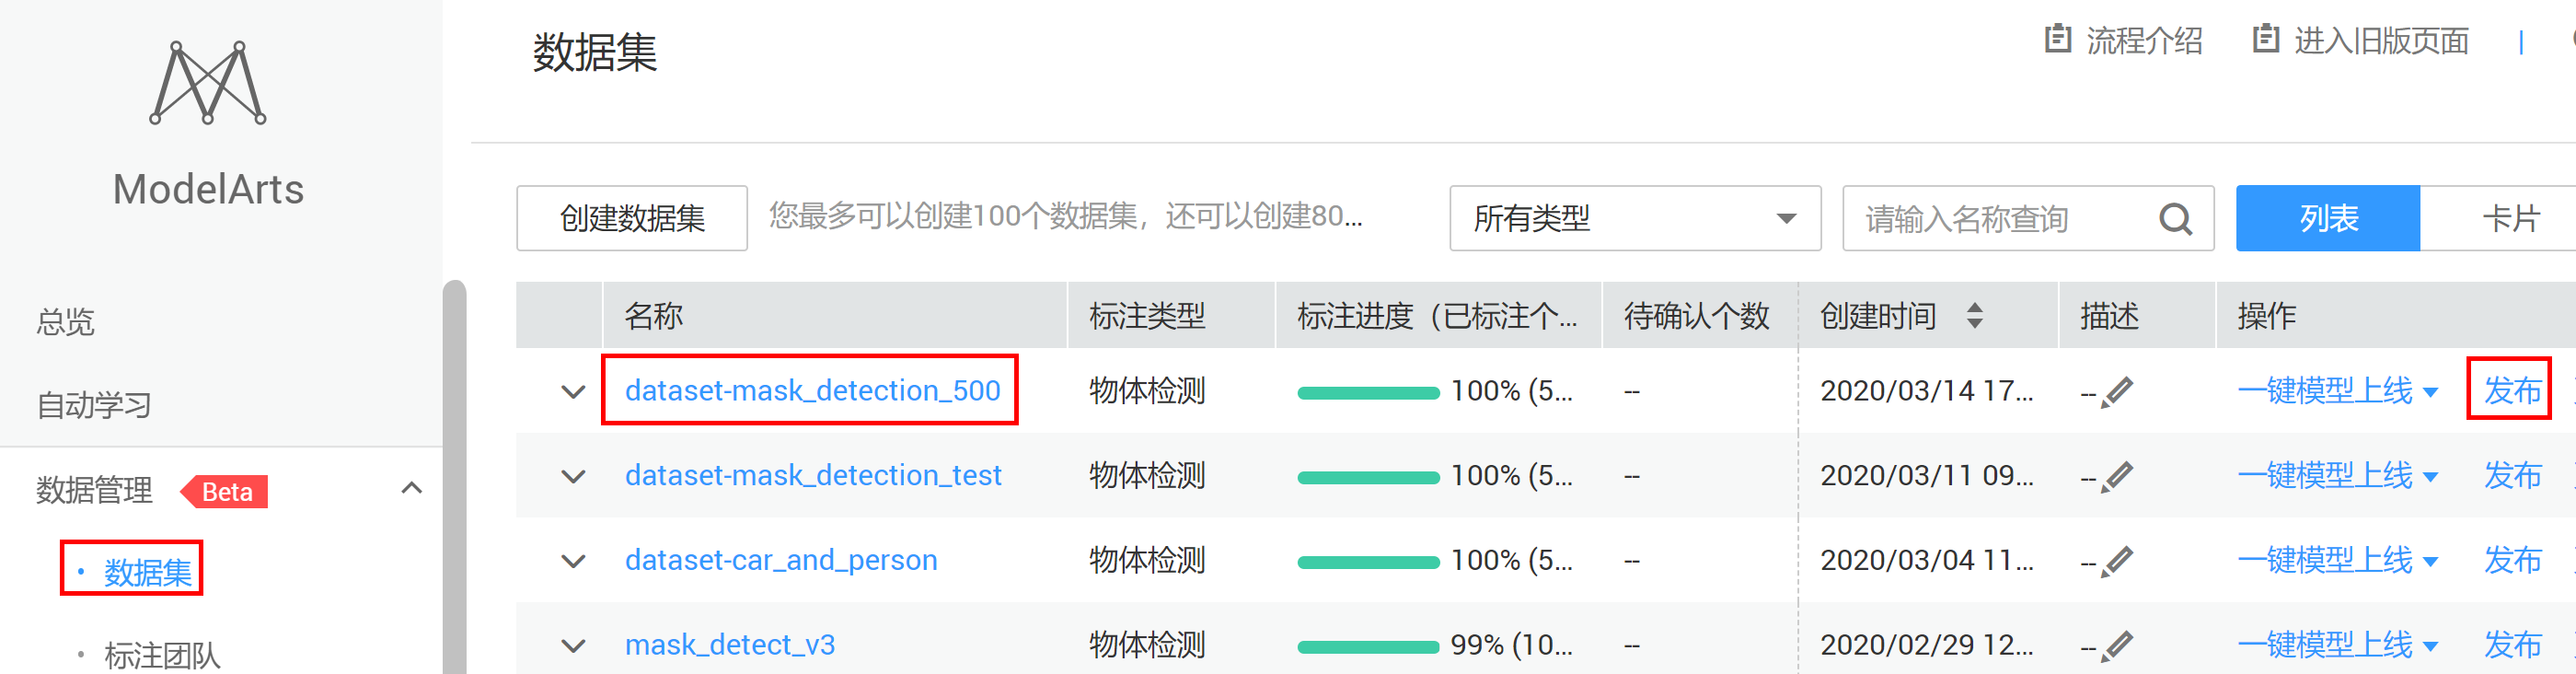 ModelArts
总览
自动学习
数据管理 Beta
数据集
标注团队
数据集
流程介绍 进入旧版页面 |
创建数据集 您最多可以创建100个数据集，还可以创建80... 所有类型 请输入名称查询 列表 卡片
名称 标注类型 标注进度（已标注个... 待确认个数 创建时间 描述 操作
dataset-mask_detection_500 物体检测 100% (5... -- 2020/03/14 17... -- 一键模型上线 发布
dataset-mask_detection_test 物体检测 100% (5... -- 2020/03/11 09... -- 一键模型上线 发布
dataset-car_and_person 物体检测 100% (5... -- 2020/03/04 11... -- 一键模型上线 发布
mask_detect_v3 物体检测 99% (10... -- 2020/02/29 12... -- 一键模型上线 发布